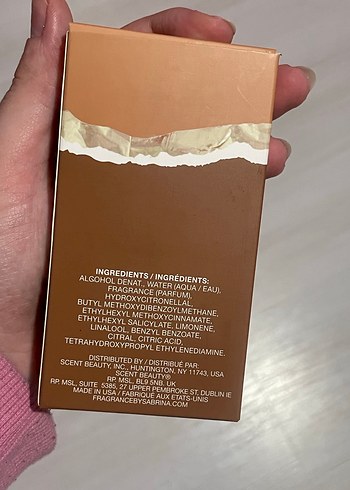 INGREDIENTS / INGRÉDIENTS:
ALCOHOL DENAT., WATER (AQUA / EAU),
FRAGRANCE (PARFUM),
HYDROXYCITRONELLAL,
BUTYL METHOXYDIBENZOYLMETHANE,
ETHYLHEXYL METHOXYCINNAMATE
ETHYLHEXYL SALICYLATE, LIMONENE,
LINALOOL, BENZYL BENZOATE,
CITRAL, CITRIC ACID,
TETRAHYDROXYPROPYL ETHYLENEDIAMINE.
DISTRIBUTED BY / DISTRIBUÉ PAR:
SCENT BEAUTY, INC., HUNTINGTON, NY 11743, USA
SCENT BEAUTY®
RP. MSL, BL9 5NB. UK
RP. MSL, SUITE 5385, 27 UPPER PEMBROKE ST. DUBLIN IE
MADE IN USA / FABRIQUÉ AUX ETATS-UNIS
FRAGRANCEBYSABRINA.COM